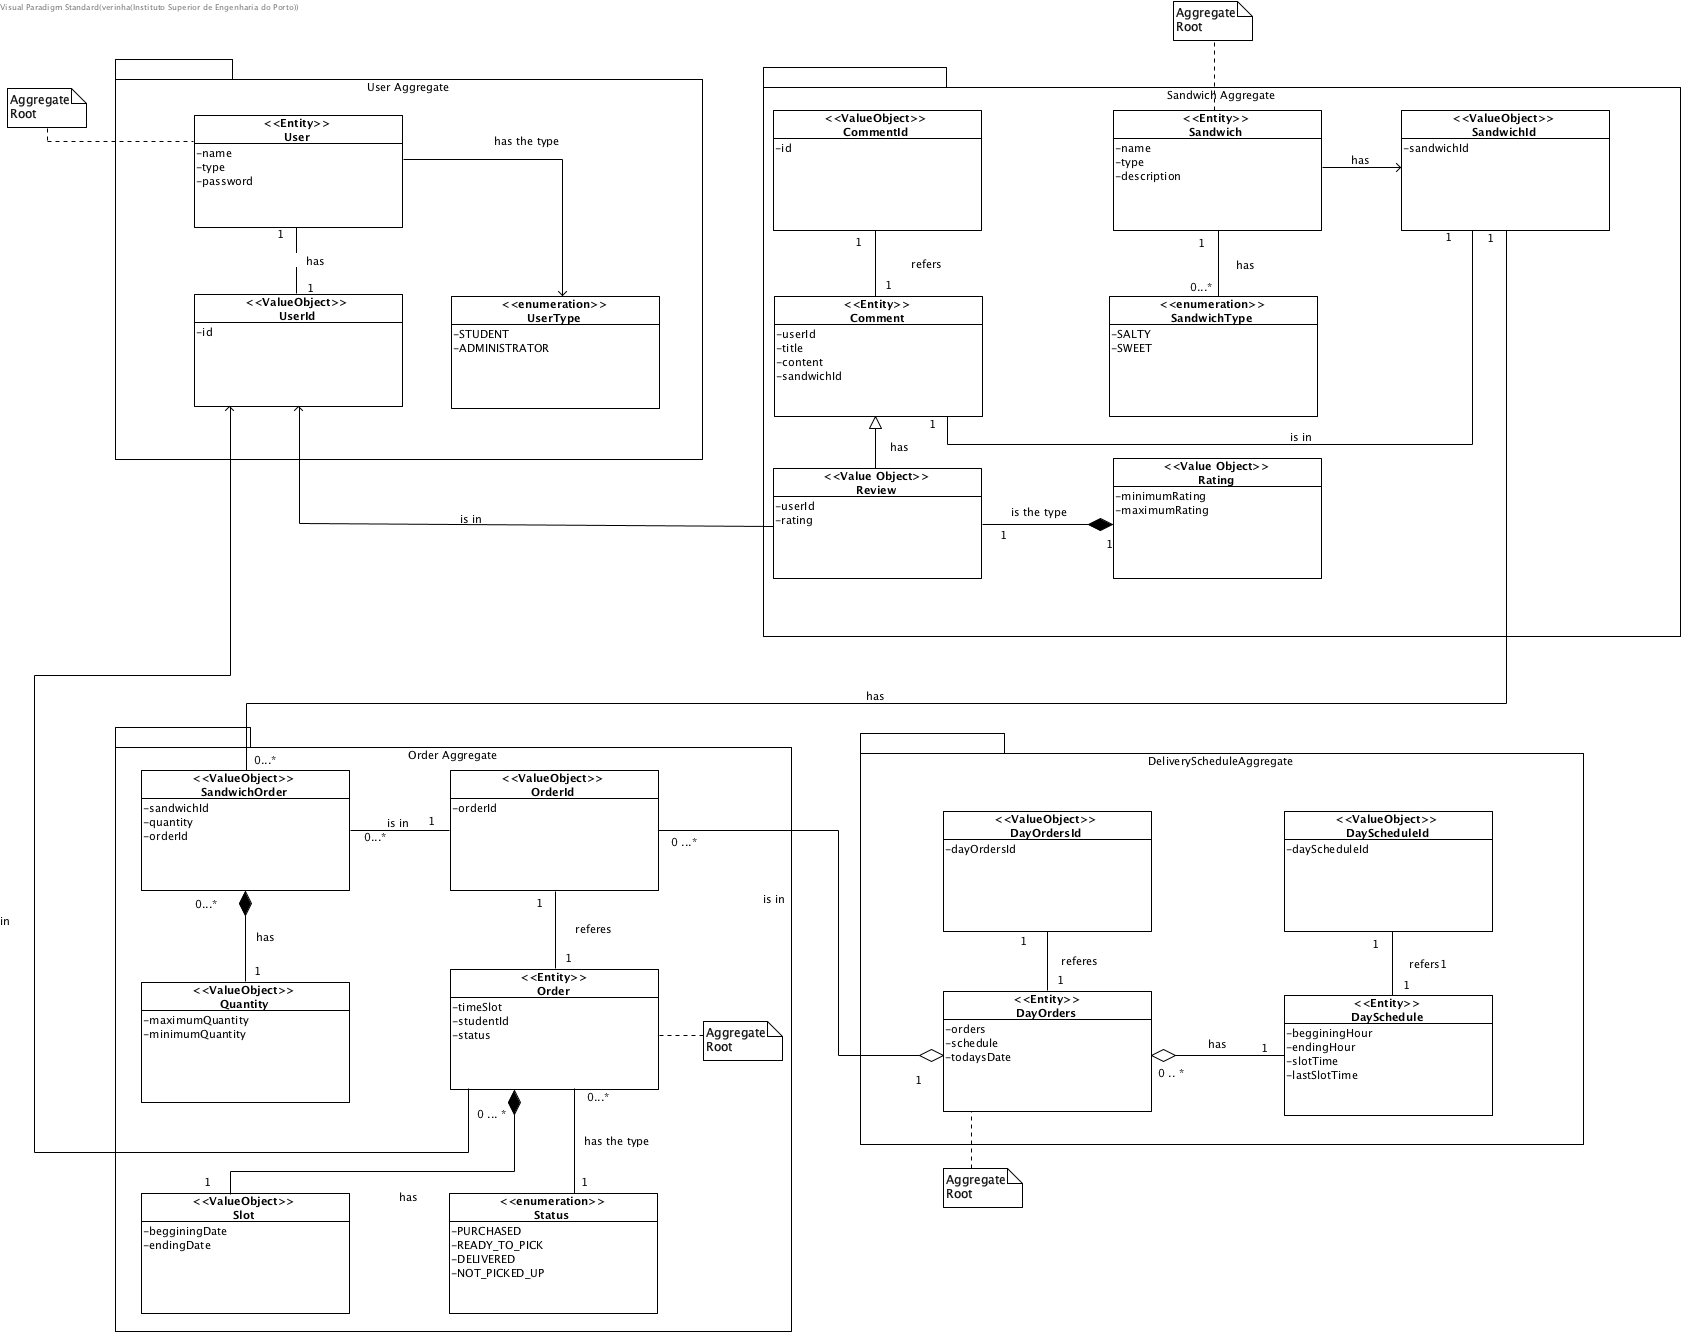 Visual Paradigm Standard(verinha(Instituto Superior de Engenharia do Porto))
Aggregate
Root
User Aggregate
Aggregate
Root
<<Entity>>
User
-name
-type
-password
has the type
1
has
1
<<ValueObject>>
UserId
-id
<<enumeration>>
UserType
-STUDENT
-ADMINISTRATOR
Sandwich Aggregate
<<ValueObject>>
CommentId
-id
<<Entity>>
Sandwich
-name
-type
-description
has
<<ValueObject>>
SandwichId
-sandwichId
1
refers
1
1
has
0...*
1
1
<<Entity>>
Comment
-userId
-title
-content
-sandwichId
<<enumeration>>
SandwichType
-SALTY
-SWEET
1
is in
has
<<Value Object>>
Review
-userId
-rating
is the type
1
1
<<Value Object>>
Rating
-minimumRating
-maximumRating
is in
has
Order Aggregate
0...*
<<ValueObject>>
SandwichOrder
-sandwichId
-quantity
-orderId
is in
1
0...*
<<ValueObject>>
OrderId
-orderId
0 ...*
is in
0...*
has
1
1
referes
1
in
<<ValueObject>>
Quantity
-maximumQuantity
-minimumQuantity
<<Entity>>
Order
-timeSlot
-studentId
-status
Aggregate
Root
0 ... *
0...*
has the type
1
has
1
<<ValueObject>>
Slot
-begginingDate
-endingDate
<<enumeration>>
Status
-PURCHASED
-READY_TO_PICK
-DELIVERED
-NOT_PICKED_UP
DeliveryScheduleAggregate
<<ValueObject>>
DayOrdersId
-dayOrdersId
<<ValueObject>>
DayScheduleId
-dayScheduleId
1
referes
1
1
refers1
1
<<Entity>>
DayOrders
-orders
-schedule
-todaysDate
1
has
1
0 .. *
<<Entity>>
DaySchedule
-begginingHour
-endingHour
-slotTime
-lastSlotTime
Aggregate
Root